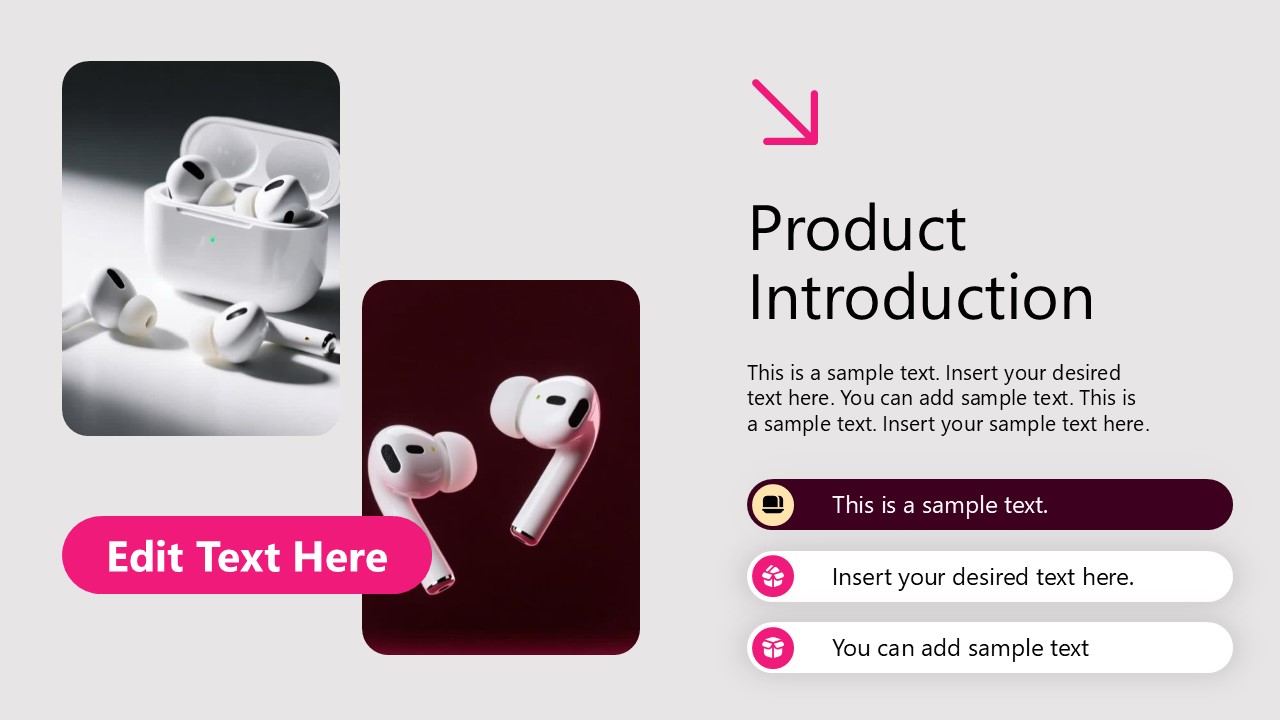 Edit Text Here
Product
Introduction
This is a sample text. Insert your desired
text here. You can add sample text. This is
a sample text. Insert your sample text here.
This is a sample text.
Insert your desired text here.
You can add sample text